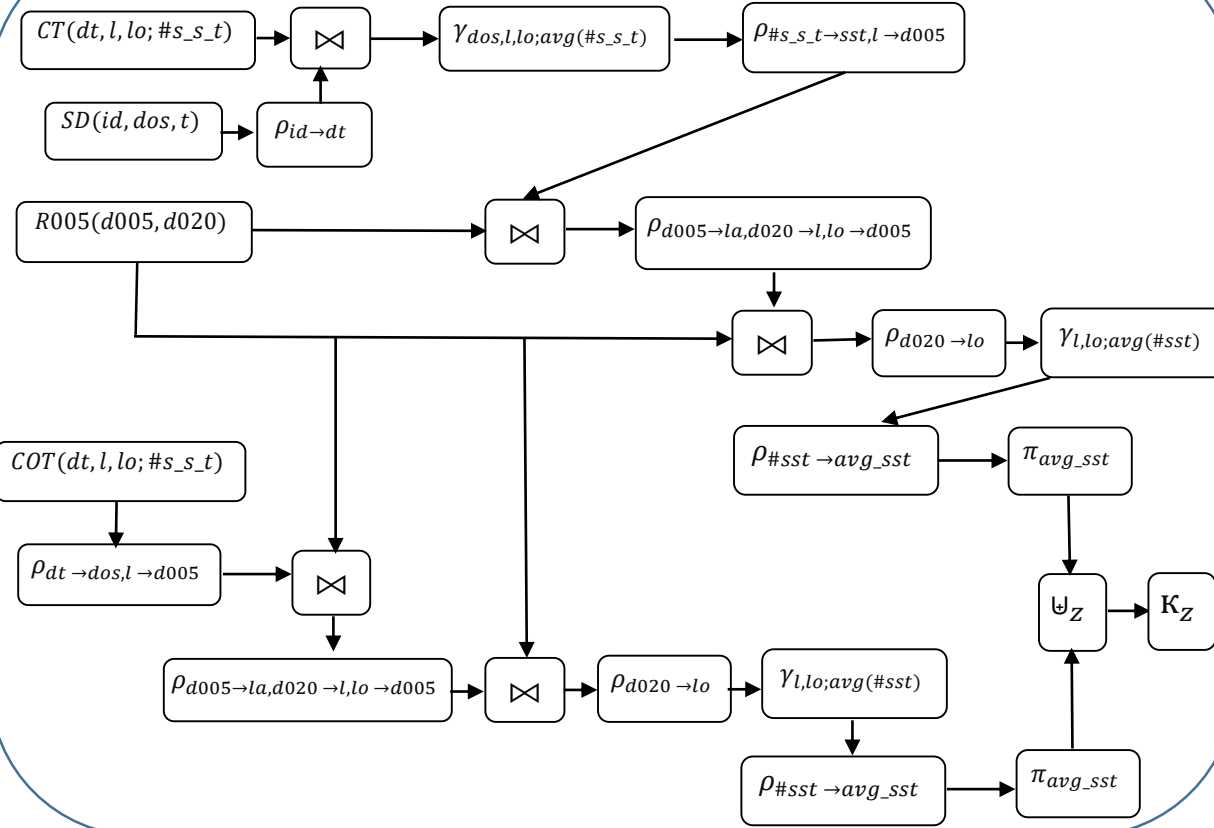 CT(dt, l, lo; #s_s_t)
⋈
γ_{dos,l,lo;avg(#s_s_t)}
ρ_{#s_s_t→sst,l→d005}
SD(id, dos, t)
ρ_{id→dt}
R005(d005, d020)
⋈
ρ_{d005→la,d020→l,lo→d005}
⋈
ρ_{d020→lo}
γ_{l,lo;avg(#sst)}
COT(dt, l, lo; #s_s_t)
ρ_{#sst→avg_sst}
π_{avg_sst}
ρ_{dt→dos,l→d005}
⋈
⊎_Z
K_Z
ρ_{d005→la,d020→l,lo→d005}
⋈
ρ_{d020→lo}
γ_{l,lo;avg(#sst)}
ρ_{#sst→avg_sst}
π_{avg_sst}